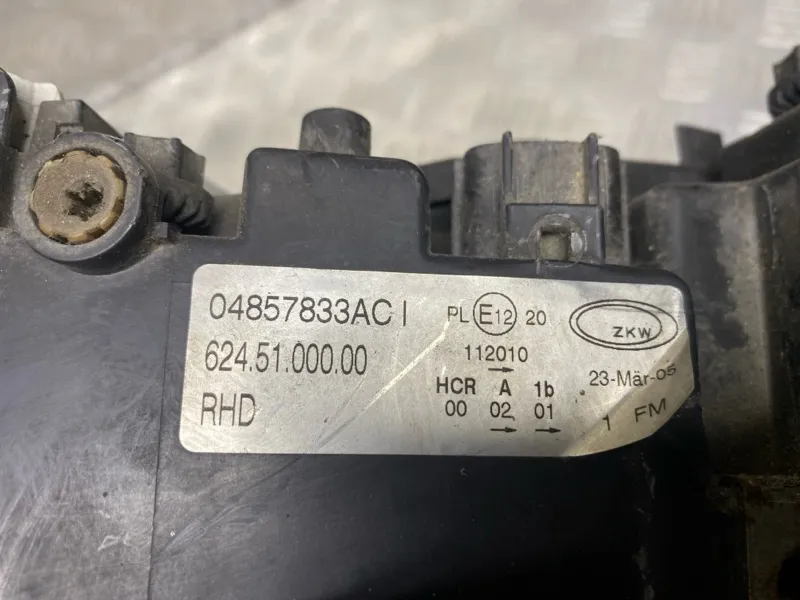 04857833AC I
624.51.000.00
RHD
PL E12 20
112010
→
HCR A 1b
00 02 01
→ →
ZKW
23-Mär-05
1 FM